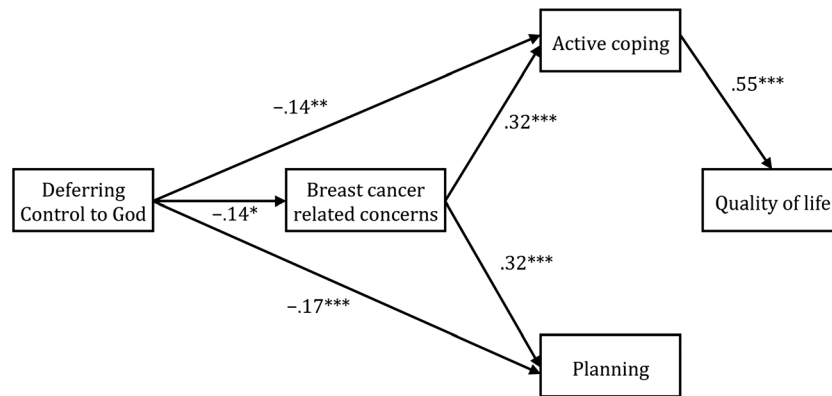 Active coping
−.14**
.55***
.32***
Deferring
Control to God
−.14*
Breast cancer
related concerns
Quality of life
.32***
−.17***
Planning